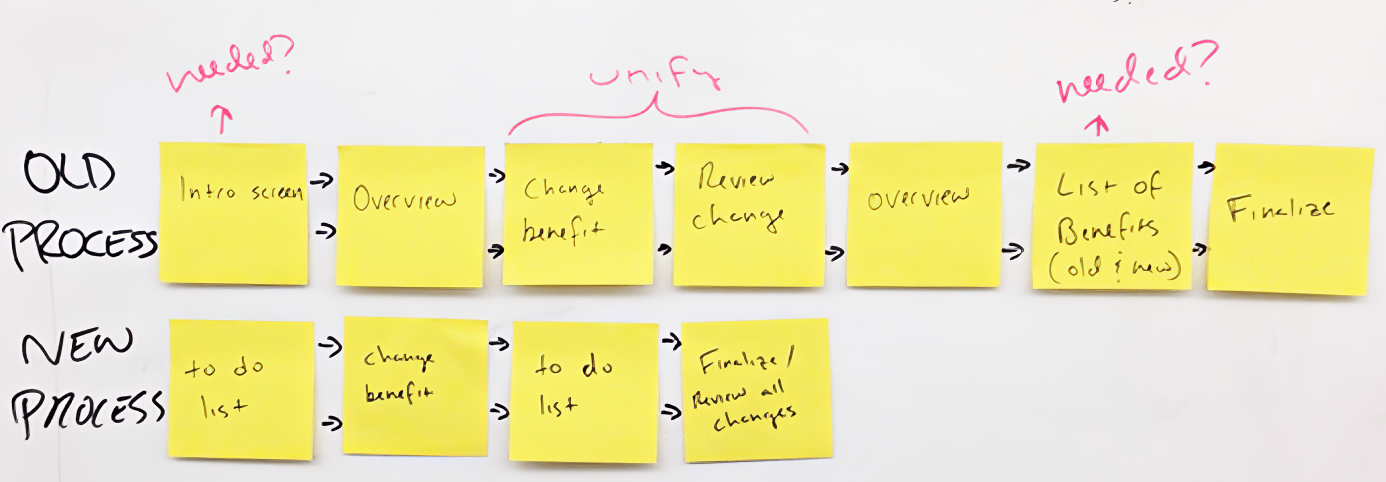 needed?
unify
needed?
OLD
PROCESS
Intro screen
Overview
Change
benefit
Review
change
overview
List of
Benefits
(old & new)
Finalize
NEW
PROCESS
to do
list
change
benefit
to do
list
Finalize/
Review all
changes